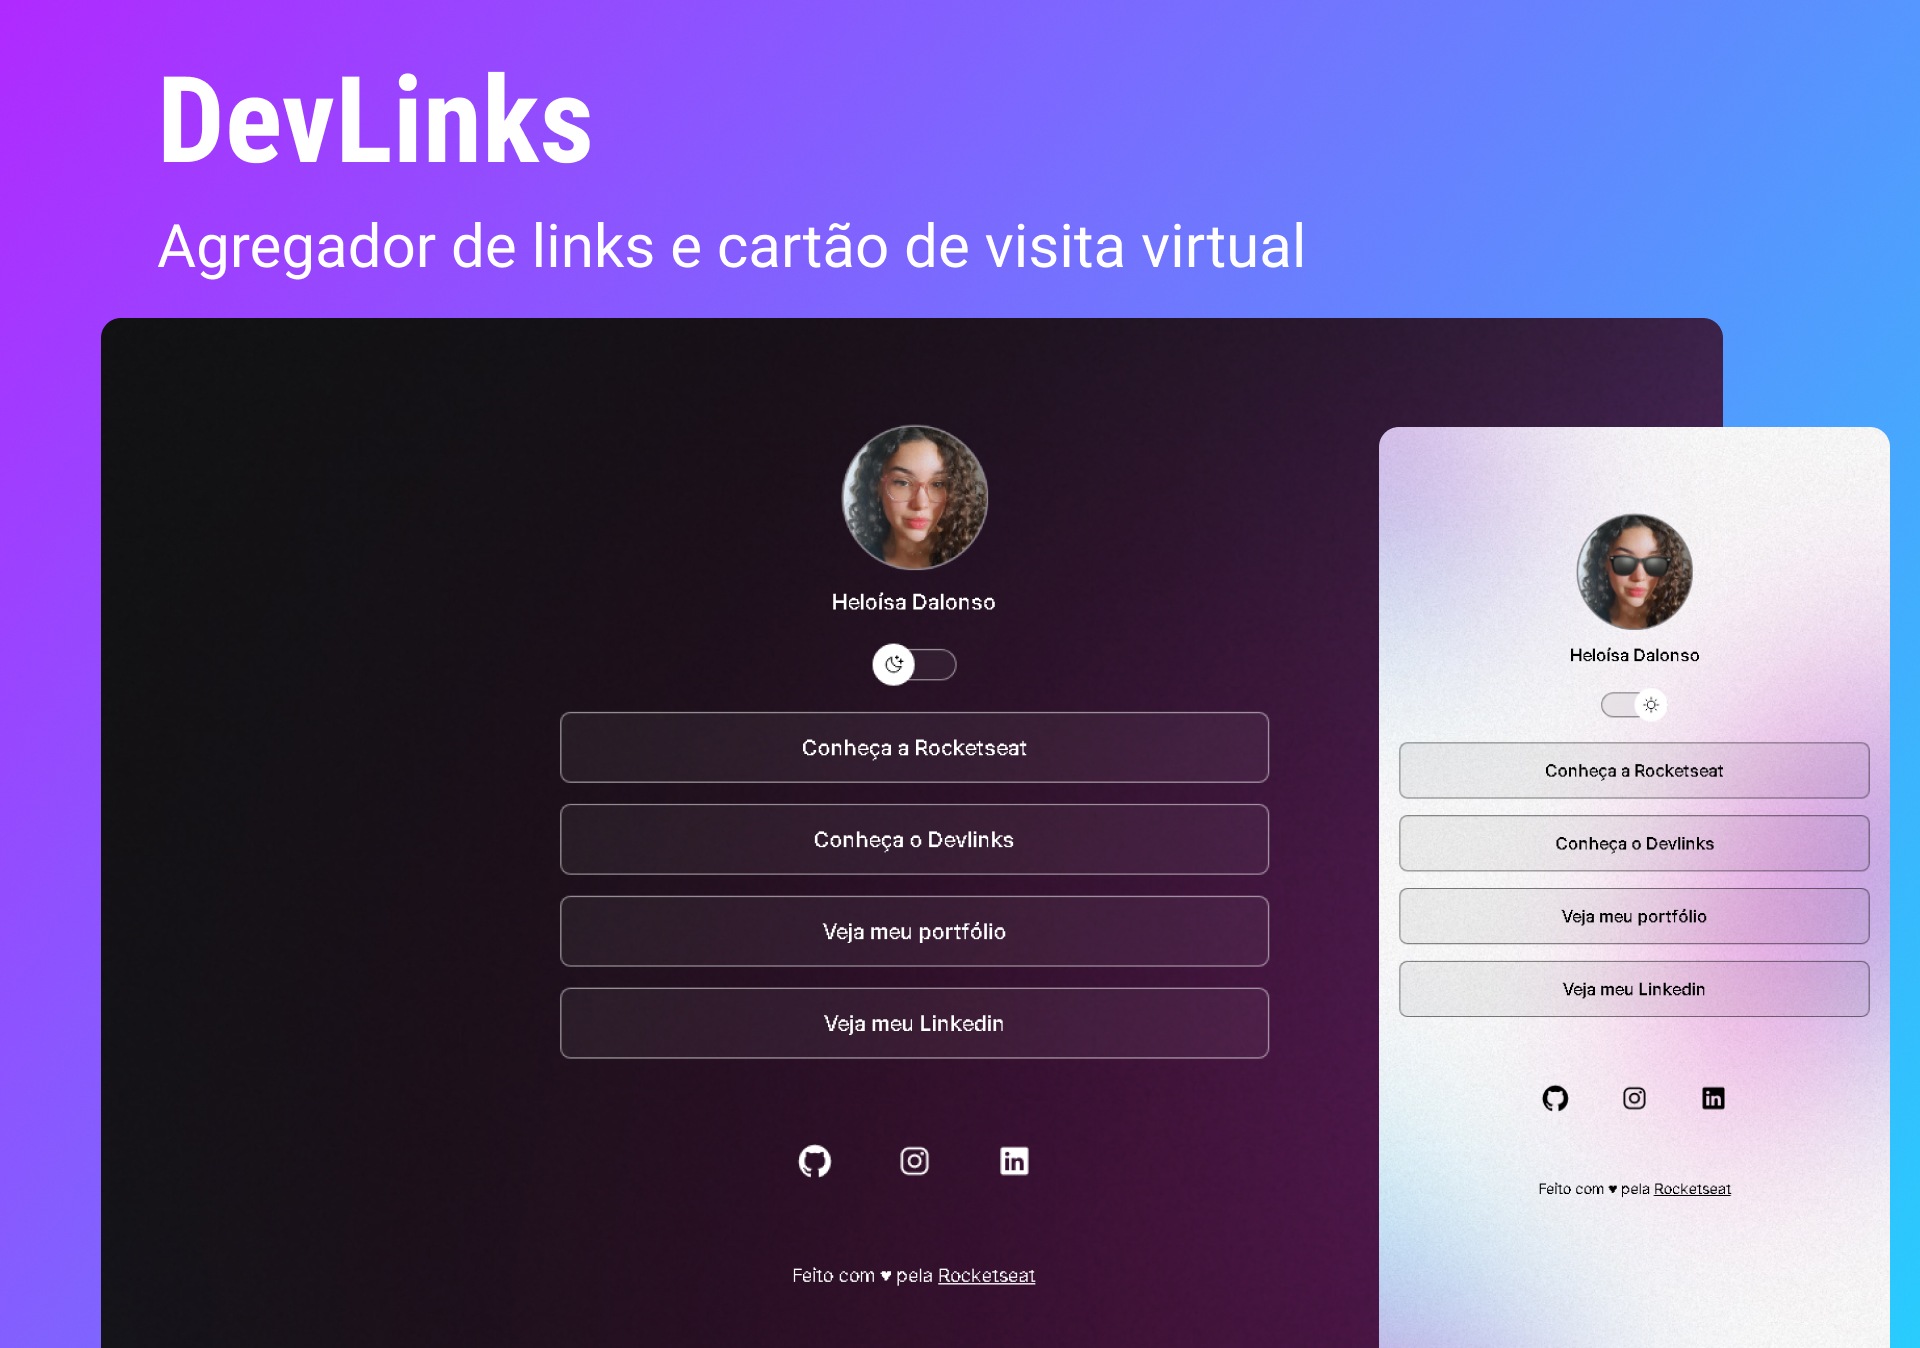 DevLinks
Agregador de links e cartão de visita virtual
Heloísa Dalonso
Conheça a Rocketseat
Conheça o Devlinks
Veja meu portfólio
Veja meu Linkedin
Feito com ♥ pela Rocketseat
Heloísa Dalonso
Conheça a Rocketseat
Conheça o Devlinks
Veja meu portfólio
Veja meu Linkedin
Feito com ♥ pela Rocketseat